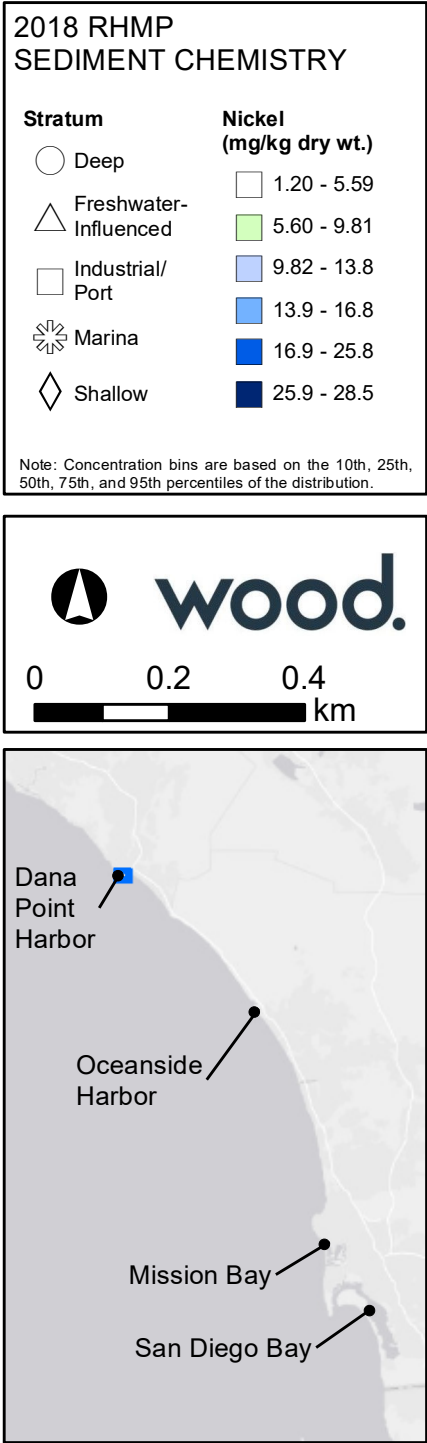 2018 RHMP
SEDIMENT CHEMISTRY
Stratum
Deep
Freshwater-
Influenced
Industrial/
Port
Marina
Shallow
Nickel
(mg/kg dry wt.)
1.20 - 5.59
5.60 - 9.81
9.82 - 13.8
13.9 - 16.8
16.9 - 25.8
25.9 - 28.5
Note: Concentration bins are based on the 10th, 25th,
50th, 75th, and 95th percentiles of the distribution.
wood.
0 0.2 0.4
km
Dana
Point
Harbor
Oceanside
Harbor
Mission Bay
San Diego Bay